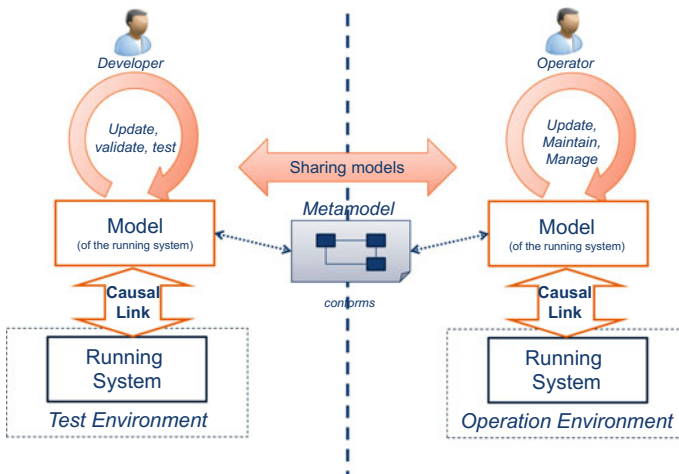 Developer
Update,
validate, test
Model
(of the running system)
Causal
Link
Running
System
Test Environment
Sharing models
Metamodel
conforms
Operator
Update,
Maintain,
Manage
Model
(of the running system)
Causal
Link
Running
System
Operation Environment